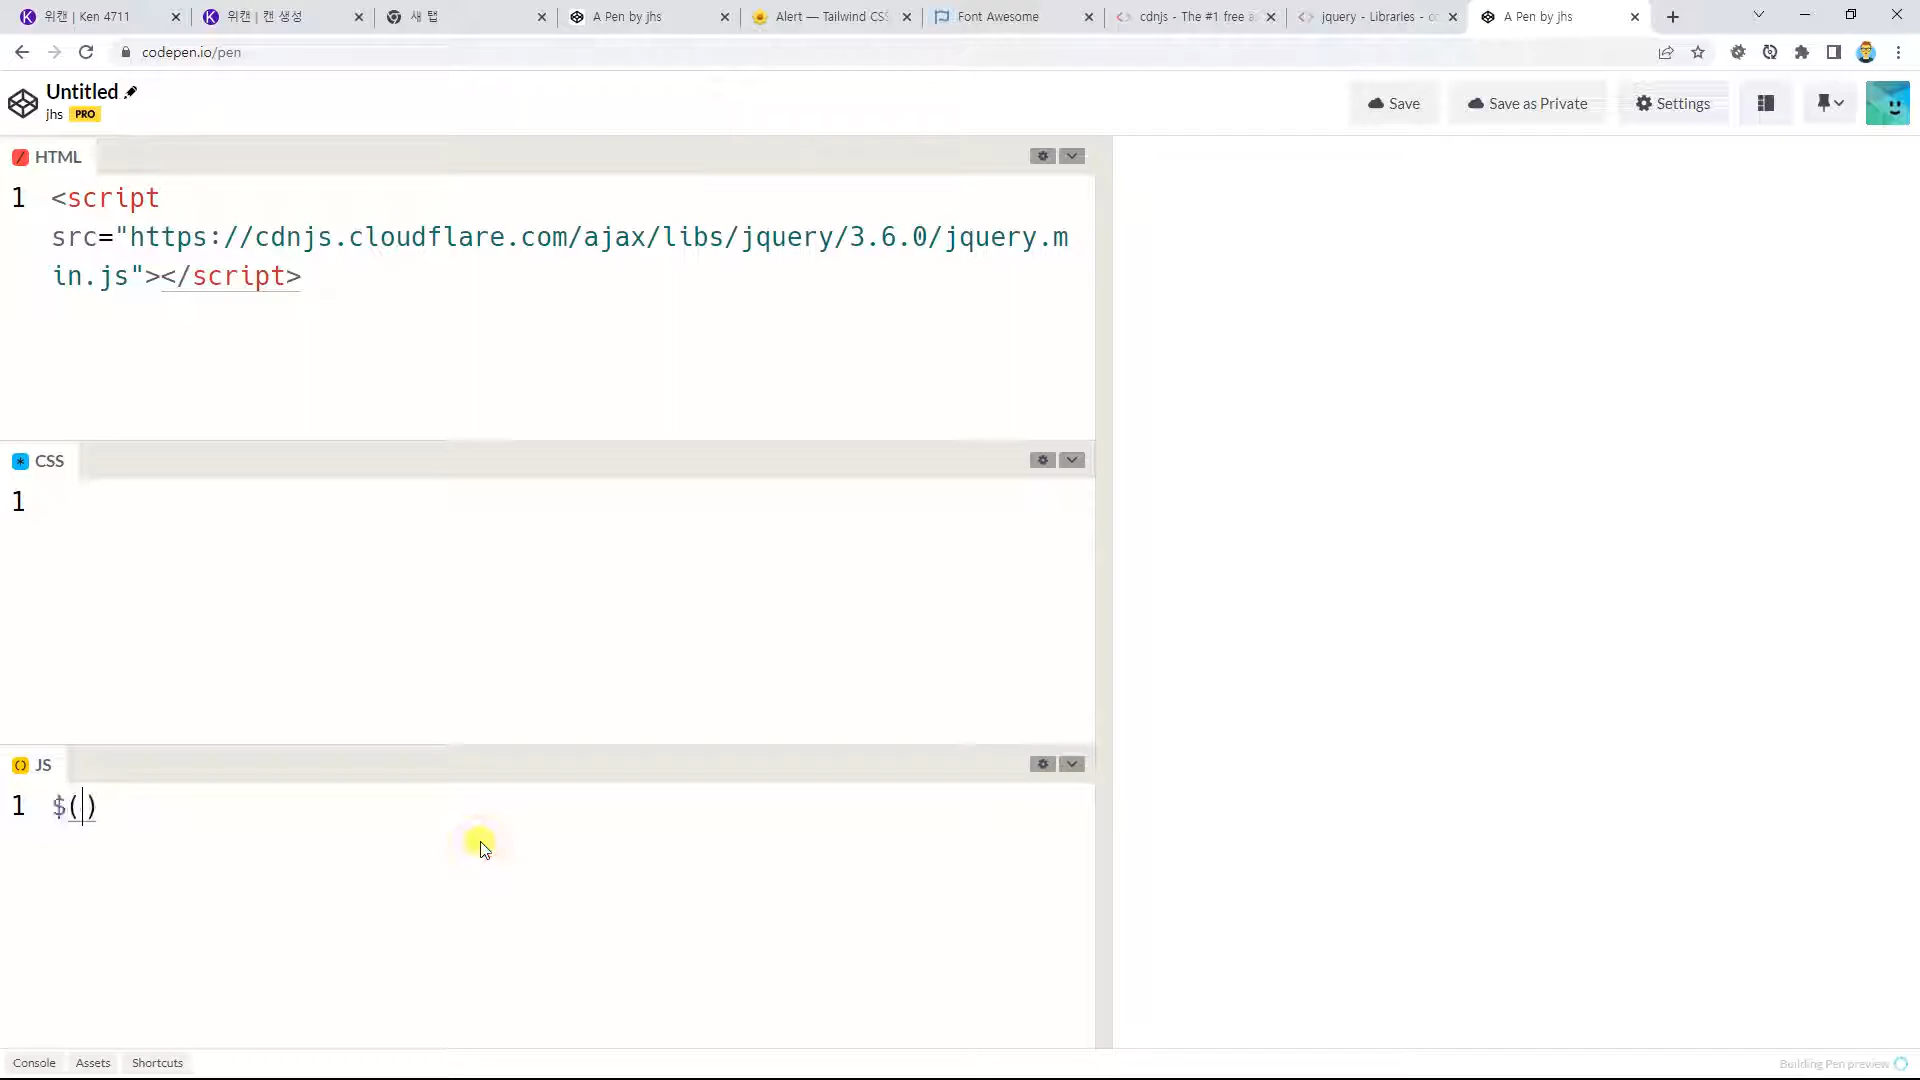 위캔 | Ken 4711
위캔 | 캔 생성
새 탭
A Pen by jhs
Alert — Tailwind CSS
Font Awesome
cdnjs - The #1 free a
jquery - Libraries - c
A Pen by jhs
codepen.io/pen
Untitled
jhs PRO
Save
Save as Private
Settings
HTML
1 <script
src="https://cdnjs.cloudflare.com/ajax/libs/jquery/3.6.0/jquery.m
in.js"></script>
CSS
1
JS
1 $()
Console
Assets
Shortcuts
Building Pen preview